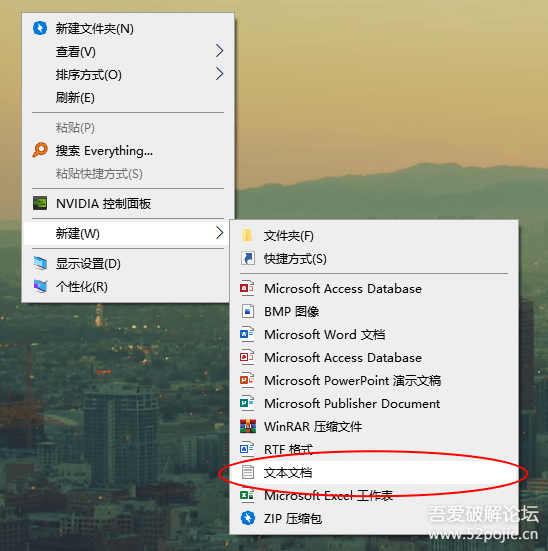 新建文件夹(N)
查看(V)
排序方式(O)
刷新(E)
粘贴(P)
搜索 Everything...
粘贴快捷方式(S)
NVIDIA 控制面板
新建(W)
显示设置(D)
个性化(R)
文件夹(F)
快捷方式(S)
Microsoft Access Database
BMP 图像
Microsoft Word 文档
Microsoft Access Database
Microsoft PowerPoint 演示文稿
Microsoft Publisher Document
WinRAR 压缩文件
RTF 格式
文本文档
Microsoft Excel 工作表
ZIP 压缩包
吾爱破解论坛
www.52pojie.cn